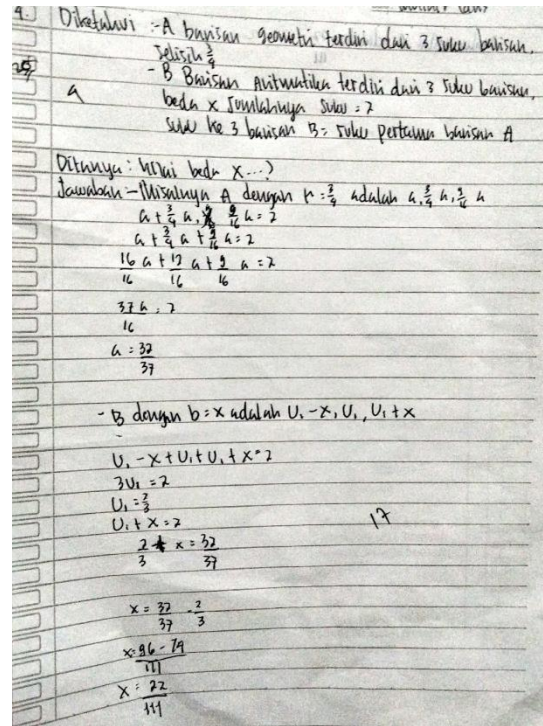 4. Diketahui :-A barisan geometri terdiri dari 3 suku barisan,
selisih 3/4
- B Barisan Aritmatika terdiri dari 3 suku barisan,
beda x jumlahnya suku = 2
suku ke 3 barisan B = suku pertama barisan A
Ditanya : nilai beda x...?
Jawaban - Misalnya A dengan r = 3/4 adalah a, 3/4 a, 9/16 a
a + 3/4 a, 9/16 a = 2
a + 3/4 a + 9/16 a = 2
16/16 a + 12/16 a + 9/16 a = 2
37a/16 = 2
a = 32/37
- B dengan b = x adalah U₁ - x, U₁, U₁ + x
U₁ - x + U₁ + U₁ + x = 2
3U₁ = 2
U₁ = 2/3
17
U₁ + x = 2
2/3 + x = 32/37
x = 32/37 - 2/3
x = 96 - 74/111
x = 22/111